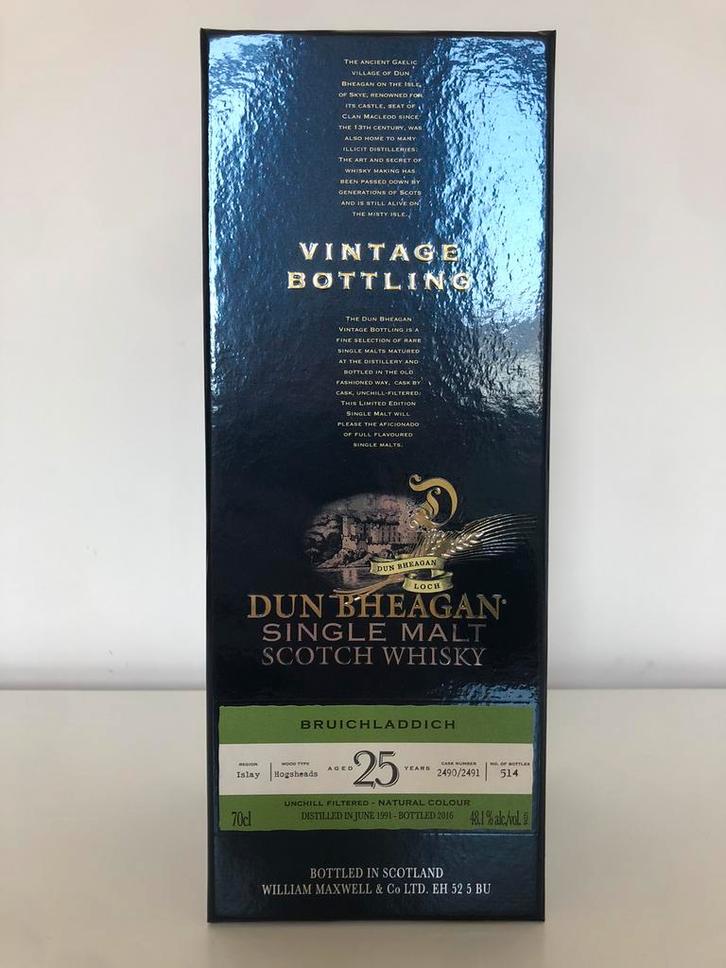 THE ANCIENT GAELIC
VILLAGE OF DUN
BHEAGAN ON THE ISLE
OF SKYE, RENOWNED FOR
ITS CASTLE, SEAT OF
CLAN MACLEOD SINCE
THE 13TH CENTURY, WAS
ALSO HOME TO MANY
ILLICIT DISTILLERIES.
THE ART AND SECRET OF
WHISKY MAKING HAS
BEEN PASSED DOWN BY
GENERATIONS OF SCOTS
AND IS STILL ALIVE ON
THE MISTY ISLE.
VINTAGE
BOTTLING
THE DUN BHEAGAN
VINTAGE BOTTLING IS A
FINE SELECTION OF RARE
SINGLE MALTS MATURED
AT THE DISTILLERY AND
BOTTLED IN THE OLD
FASHIONED WAY, CASK BY
CASK, UNCHILL-FILTERED.
THIS LIMITED EDITION
SINGLE MALT WILL
PLEASE THE AFICIONADO
OF FULL FLAVOURED
SINGLE MALTS.
D
DUN BHEAGAN
LOCH
DUN BHEAGAN®
SINGLE MALT
SCOTCH WHISKY
BRUICHLADDICH
REGION WOOD TYPE CASK NUMBER NO. OF BOTTLES
Islay Hogsheads AGED 25 YEARS 2490/2491 514
UNCHILL FILTERED - NATURAL COLOUR
70cl DISTILLED IN JUNE 1991 - BOTTLED 2016 48.1 % alc./vol.
BOTTLED IN SCOTLAND
WILLIAM MAXWELL & Co LTD. EH 52 5 BU